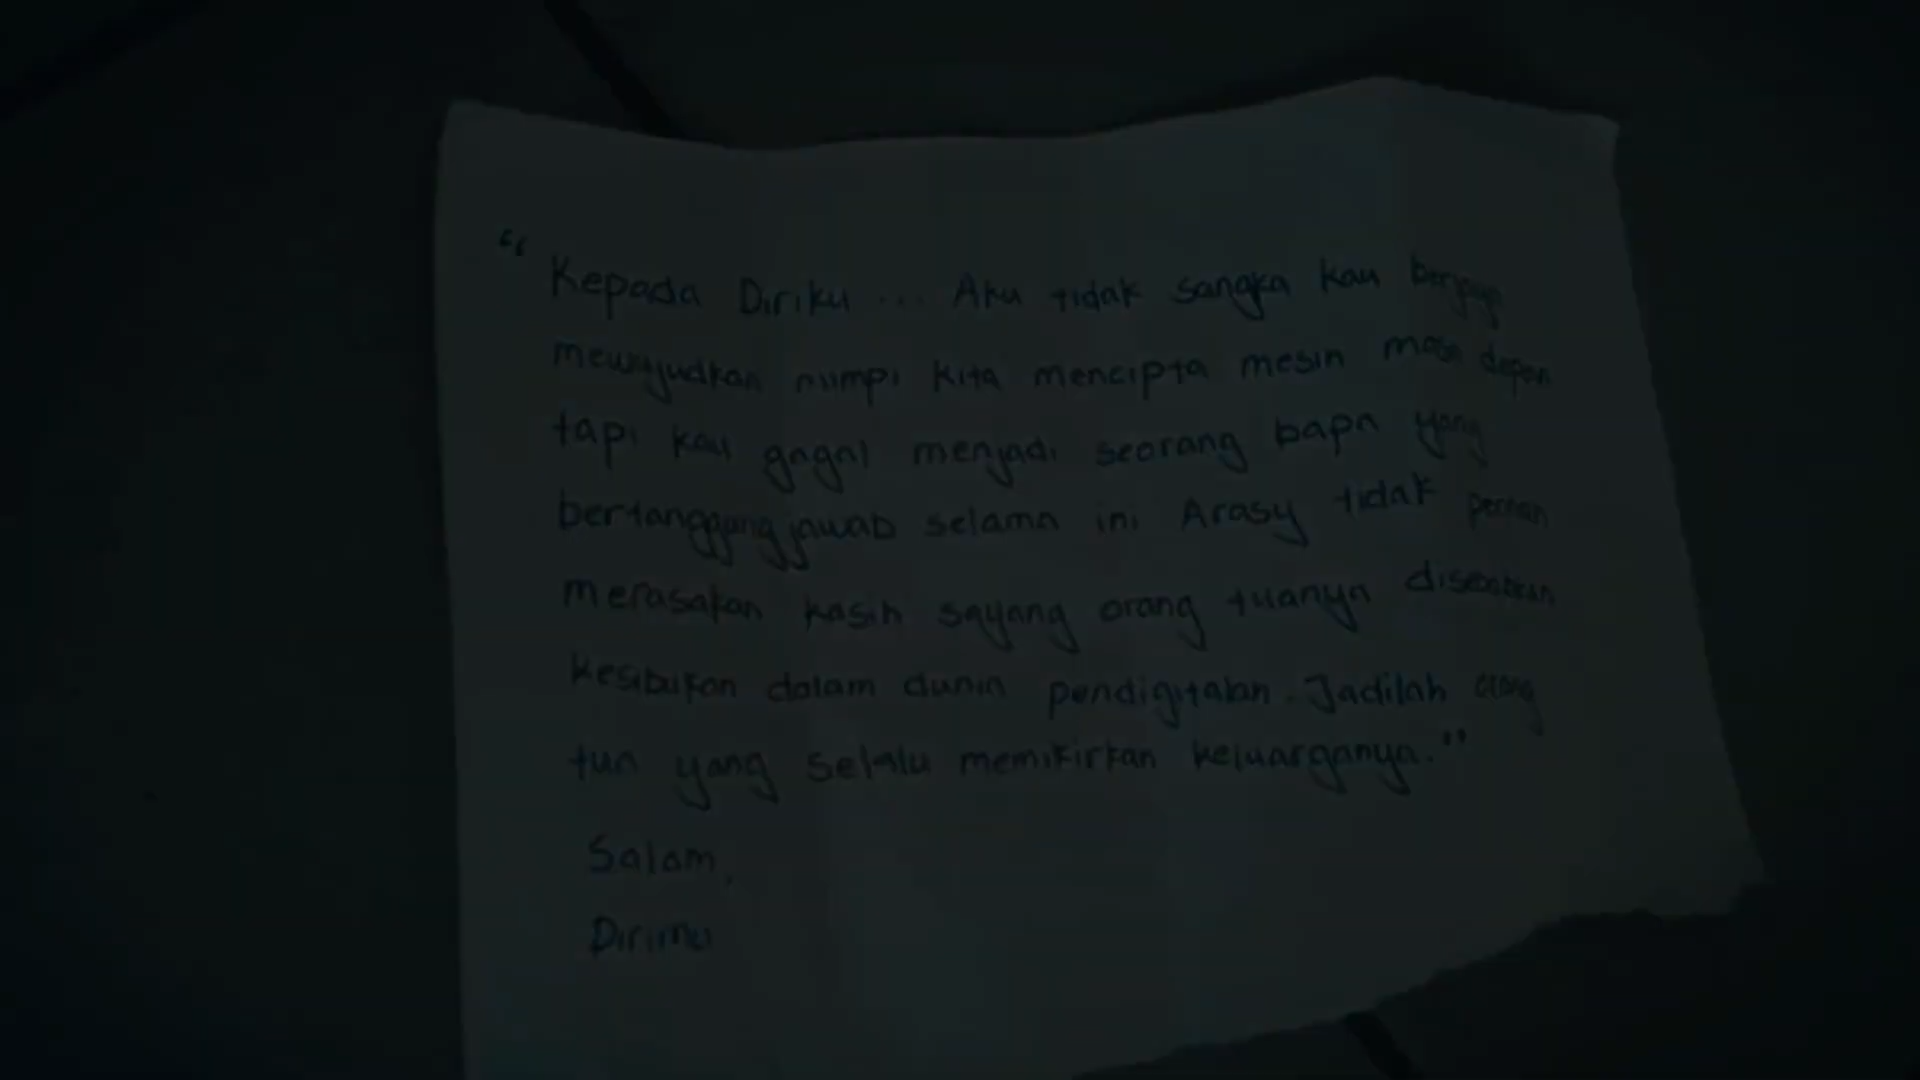 “ Kepada Diriku ... Aku tidak sangka kau berjaya
mewujudkan mimpi kita mencipta mesin masa depan
tapi kau gagal menjadi seorang bapa yang
bertanggungjawab selama ini Arasy tidak pernah
merasakan kasih sayang orang tuanya disebabkan
kesibukan dalam dunia pendigitalan. Jadilah orang
tua yang selalu memikirkan keluarganya.”
Salam,
Dirimu